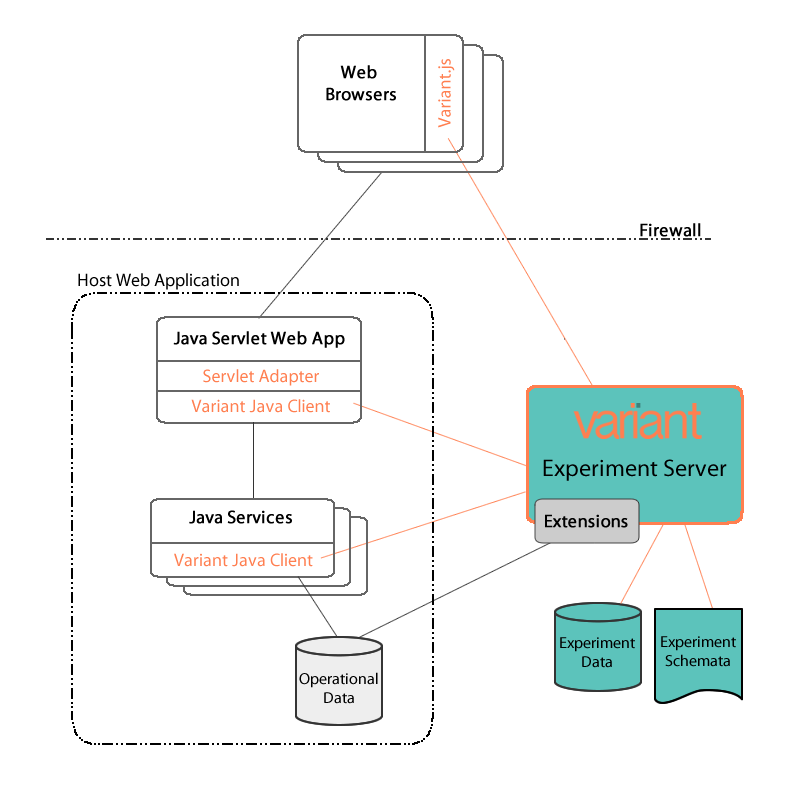 Web
Browsers
Variant.js
Firewall
Host Web Application
Java Servlet Web App
Servlet Adapter
Variant Java Client
variant
Experiment Server
Extensions
Java Services
Variant Java Client
Operational
Data
Experiment
Data
Experiment
Schemata